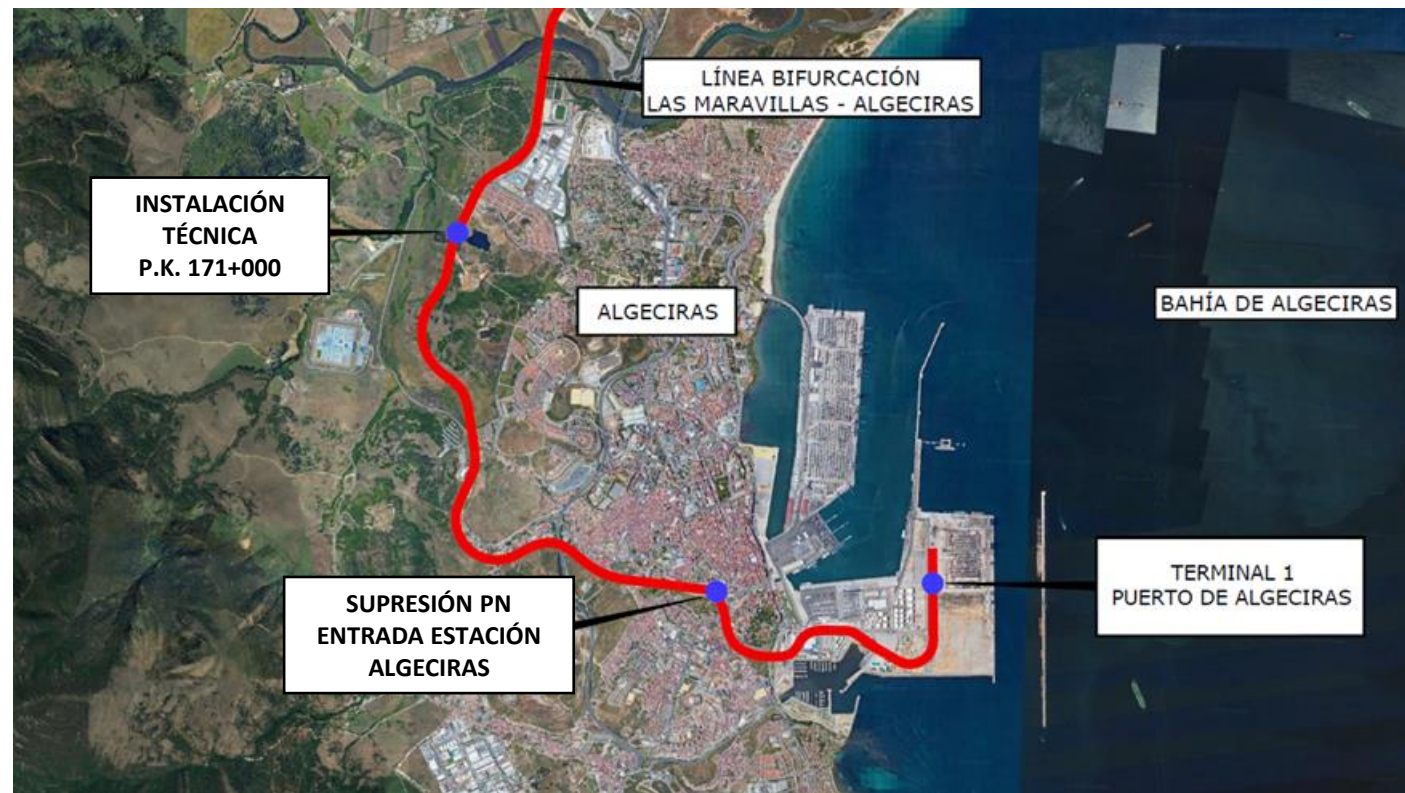 LÍNEA BIFURCACIÓN
LAS MARAVILLAS - ALGECIRAS
INSTALACIÓN
TÉCNICA
P.K. 171+000
ALGECIRAS
BAHÍA DE ALGECIRAS
TERMINAL 1
PUERTO DE ALGECIRAS
SUPRESIÓN PN
ENTRADA ESTACIÓN
ALGECIRAS